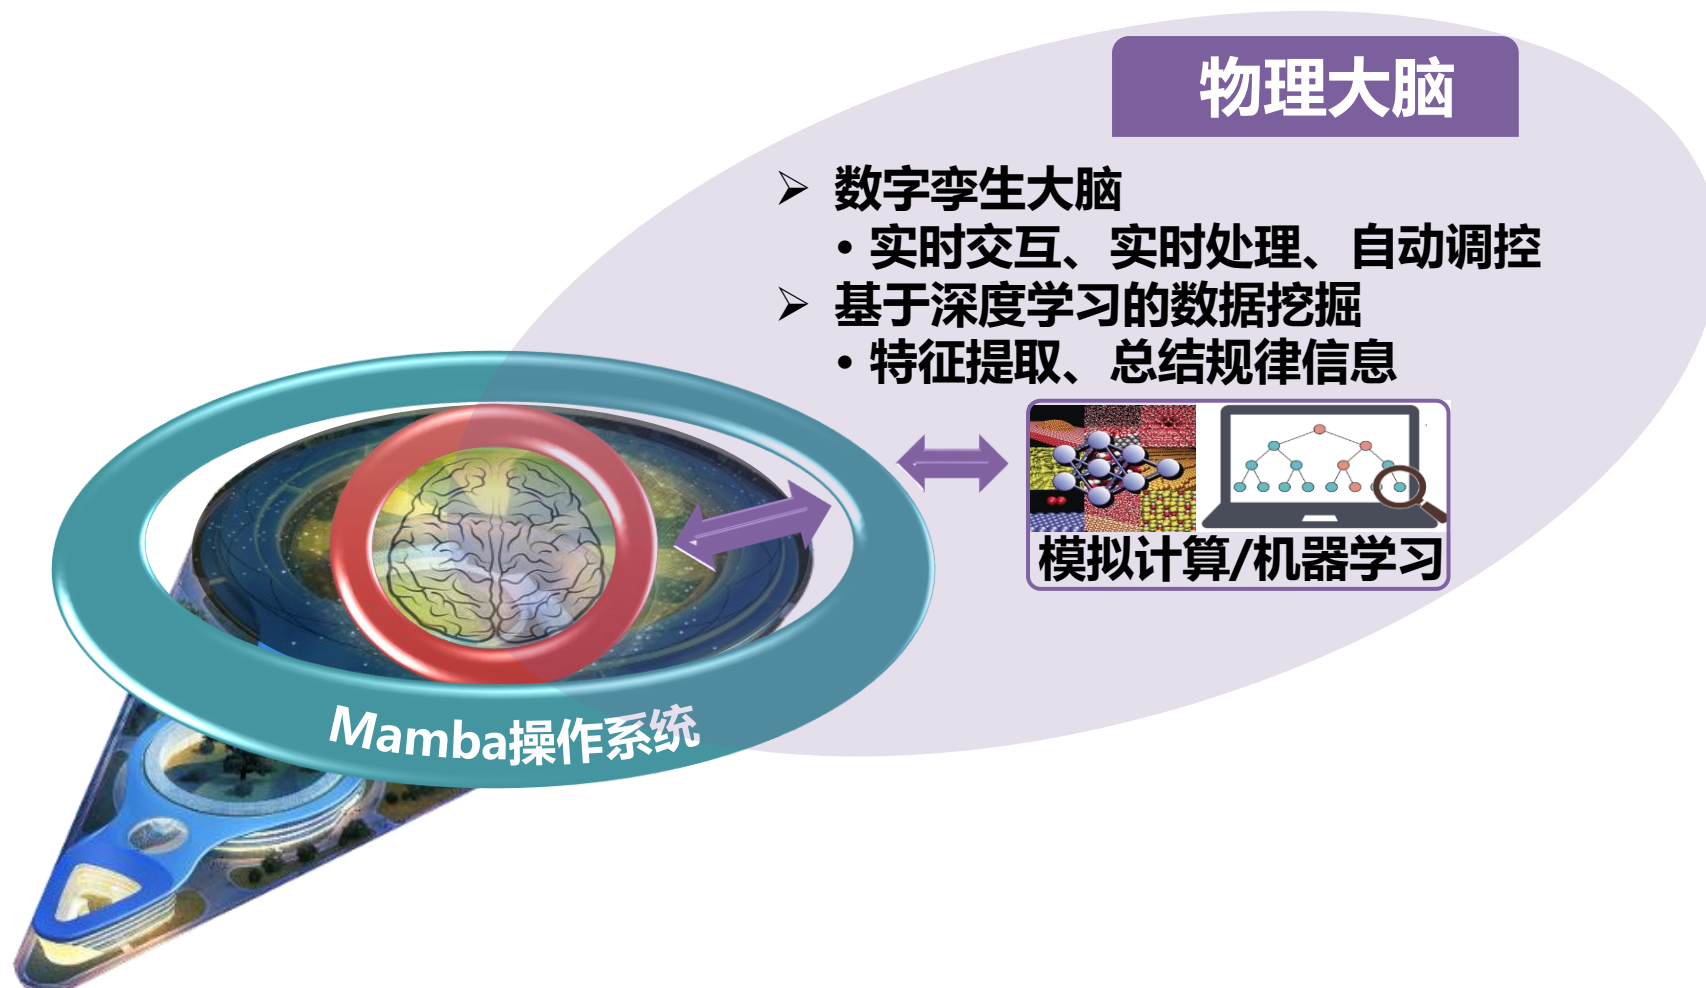 物理大脑
➢ 数字孪生大脑
• 实时交互、实时处理、自动调控
➢ 基于深度学习的数据挖掘
• 特征提取、总结规律信息
模拟计算/机器学习
Mamba操作系统